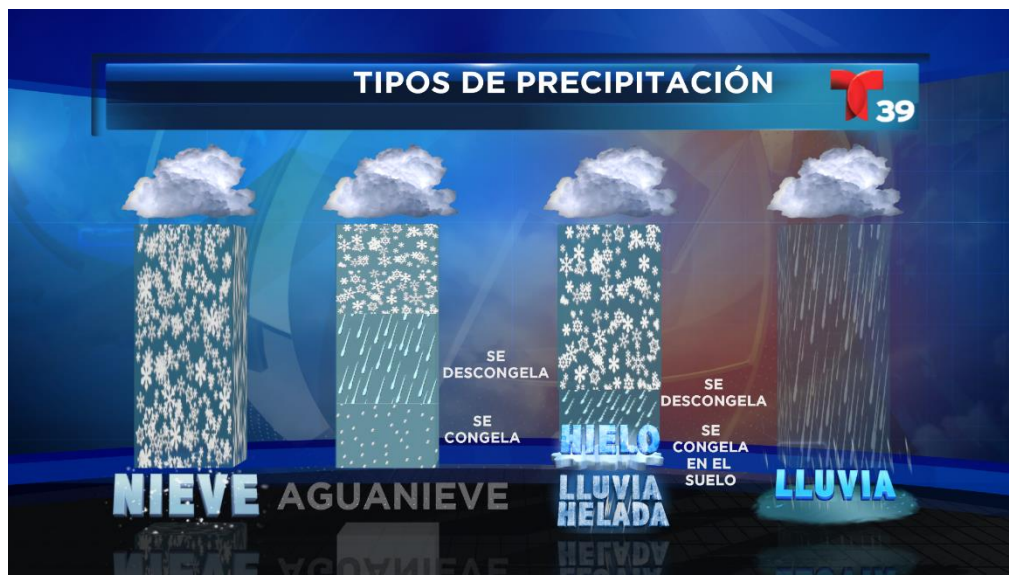 TIPOS DE PRECIPITACIÓN
39
SE
DESCONGELA
SE
CONGELA
SE
DESCONGELA
SE
CONGELA
EN EL
SUELO
NIEVE
AGUANIEVE
HIELO
LLUVIA
HELADA
LLUVIA